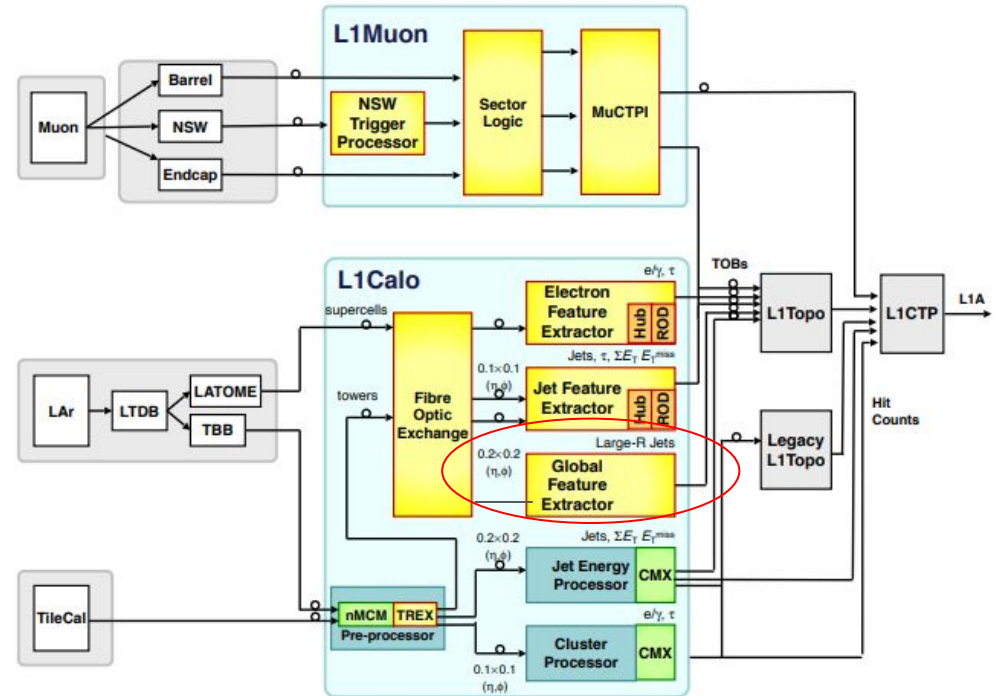 L1Muon
Muon
Barrel
NSW
Endcap
NSW
Trigger
Processor
Sector
Logic
MuCTPI
L1Calo
supercells
towers
Fibre
Optic
Exchange
e/γ, τ
Electron
Feature
Extractor
Hub
ROD
Jets, τ, ΣE_T E_T^miss
0.1×0.1
(η,ϕ)
Jet Feature
Extractor
Hub
ROD
Large-R Jets
0.2×0.2
(η,ϕ)
Global
Feature
Extractor
Jets, ΣE_T E_T^miss
0.2×0.2
(η,ϕ)
Jet Energy
Processor
CMX
e/γ, τ
Cluster
Processor
CMX
0.1×0.1
(η,ϕ)
LAr
LTDB
LATOME
TBB
TileCal
nMCM
TREX
Pre-processor
TOBs
L1Topo
L1CTP
L1A
Hit
Counts
Legacy
L1Topo